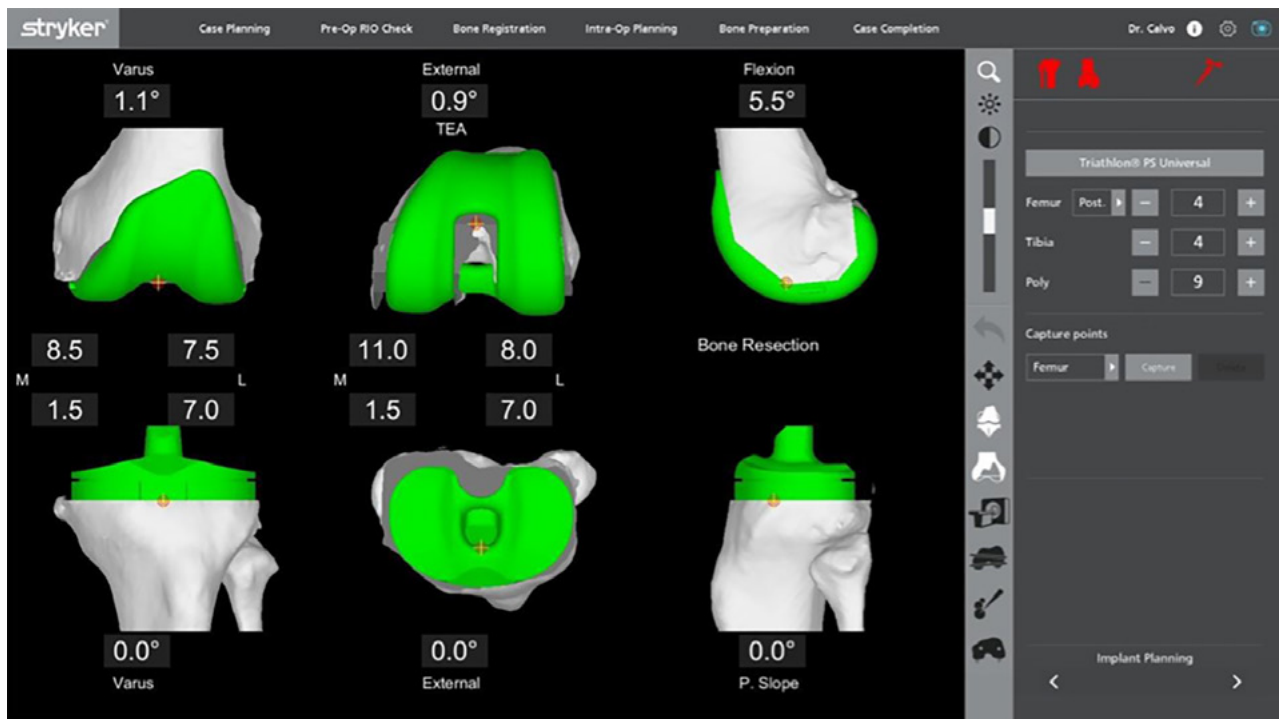 stryker
Case Planning
Pre-Op RIO Check
Bone Registration
Intra-Op Planning
Bone Preparation
Case Completion
Dr. Calvo
Varus
1.1°
External
0.9°
TEA
Flexion
5.5°
8.5
7.5
M
L
1.5
7.0
11.0
8.0
M
L
1.5
7.0
Bone Resection
0.0°
Varus
0.0°
External
0.0°
P. Slope
Triathlon® PS Universal
Femur Post. − 4 +
Tibia − 4 +
Poly − 9 +
Capture points
Femur Capture
Implant Planning
< >